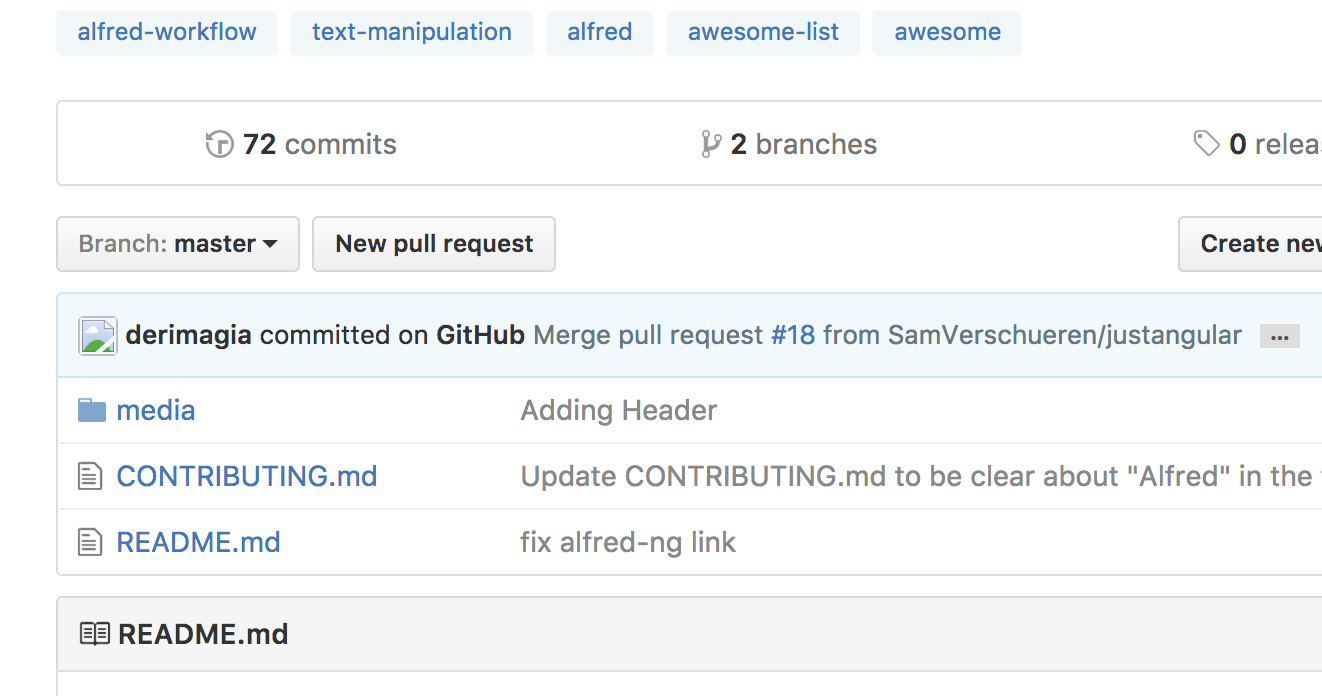 alfred-workflow text-manipulation alfred awesome-list awesome
72 commits 2 branches 0 relea
Branch: master New pull request Create new
derimagia committed on GitHub Merge pull request #18 from SamVerschueren/justangular …
media Adding Header
CONTRIBUTING.md Update CONTRIBUTING.md to be clear about "Alfred" in the
README.md fix alfred-ng link
README.md